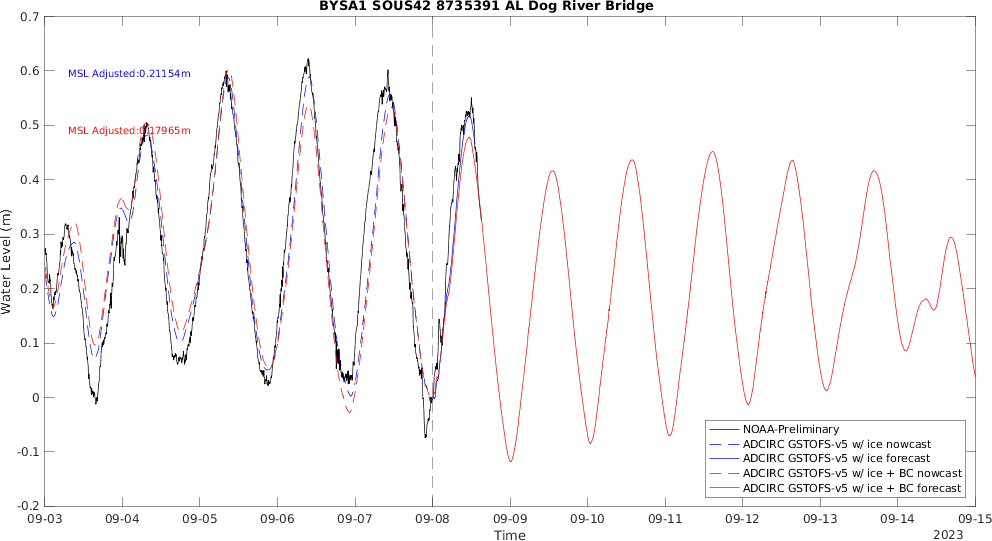 BYSA1 SOUS42 8735391 AL Dog River Bridge
0.7
0.6
0.5
0.4
0.3
0.2
0.1
0
-0.1
-0.2
Water Level (m)
MSL Adjusted:0.21154m
MSL Adjusted:0.17965m
NOAA-Preliminary
ADCIRC GSTOFS-v5 w/ ice nowcast
ADCIRC GSTOFS-v5 w/ ice forecast
ADCIRC GSTOFS-v5 w/ ice + BC nowcast
ADCIRC GSTOFS-v5 w/ ice + BC forecast
09-03 09-04 09-05 09-06 09-07 09-08 09-09 09-10 09-11 09-12 09-13 09-14 09-15
Time
2023